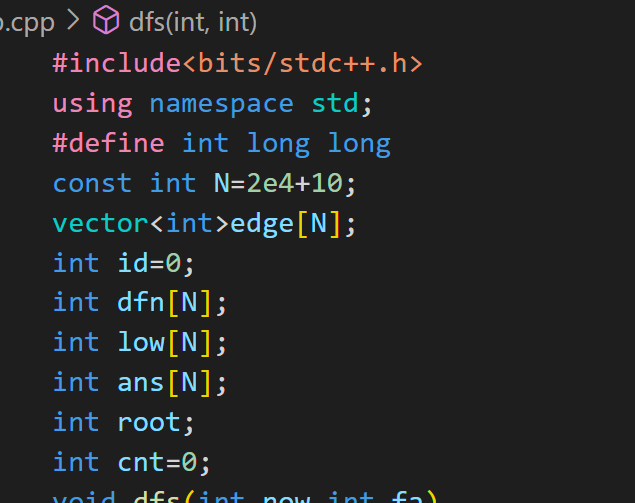 o.cpp > dfs(int, int)
#include<bits/stdc++.h>
using namespace std;
#define int long long
const int N=2e4+10;
vector<int>edge[N];
int id=0;
int dfn[N];
int low[N];
int ans[N];
int root;
int cnt=0;
void dfs(int now,int fa)